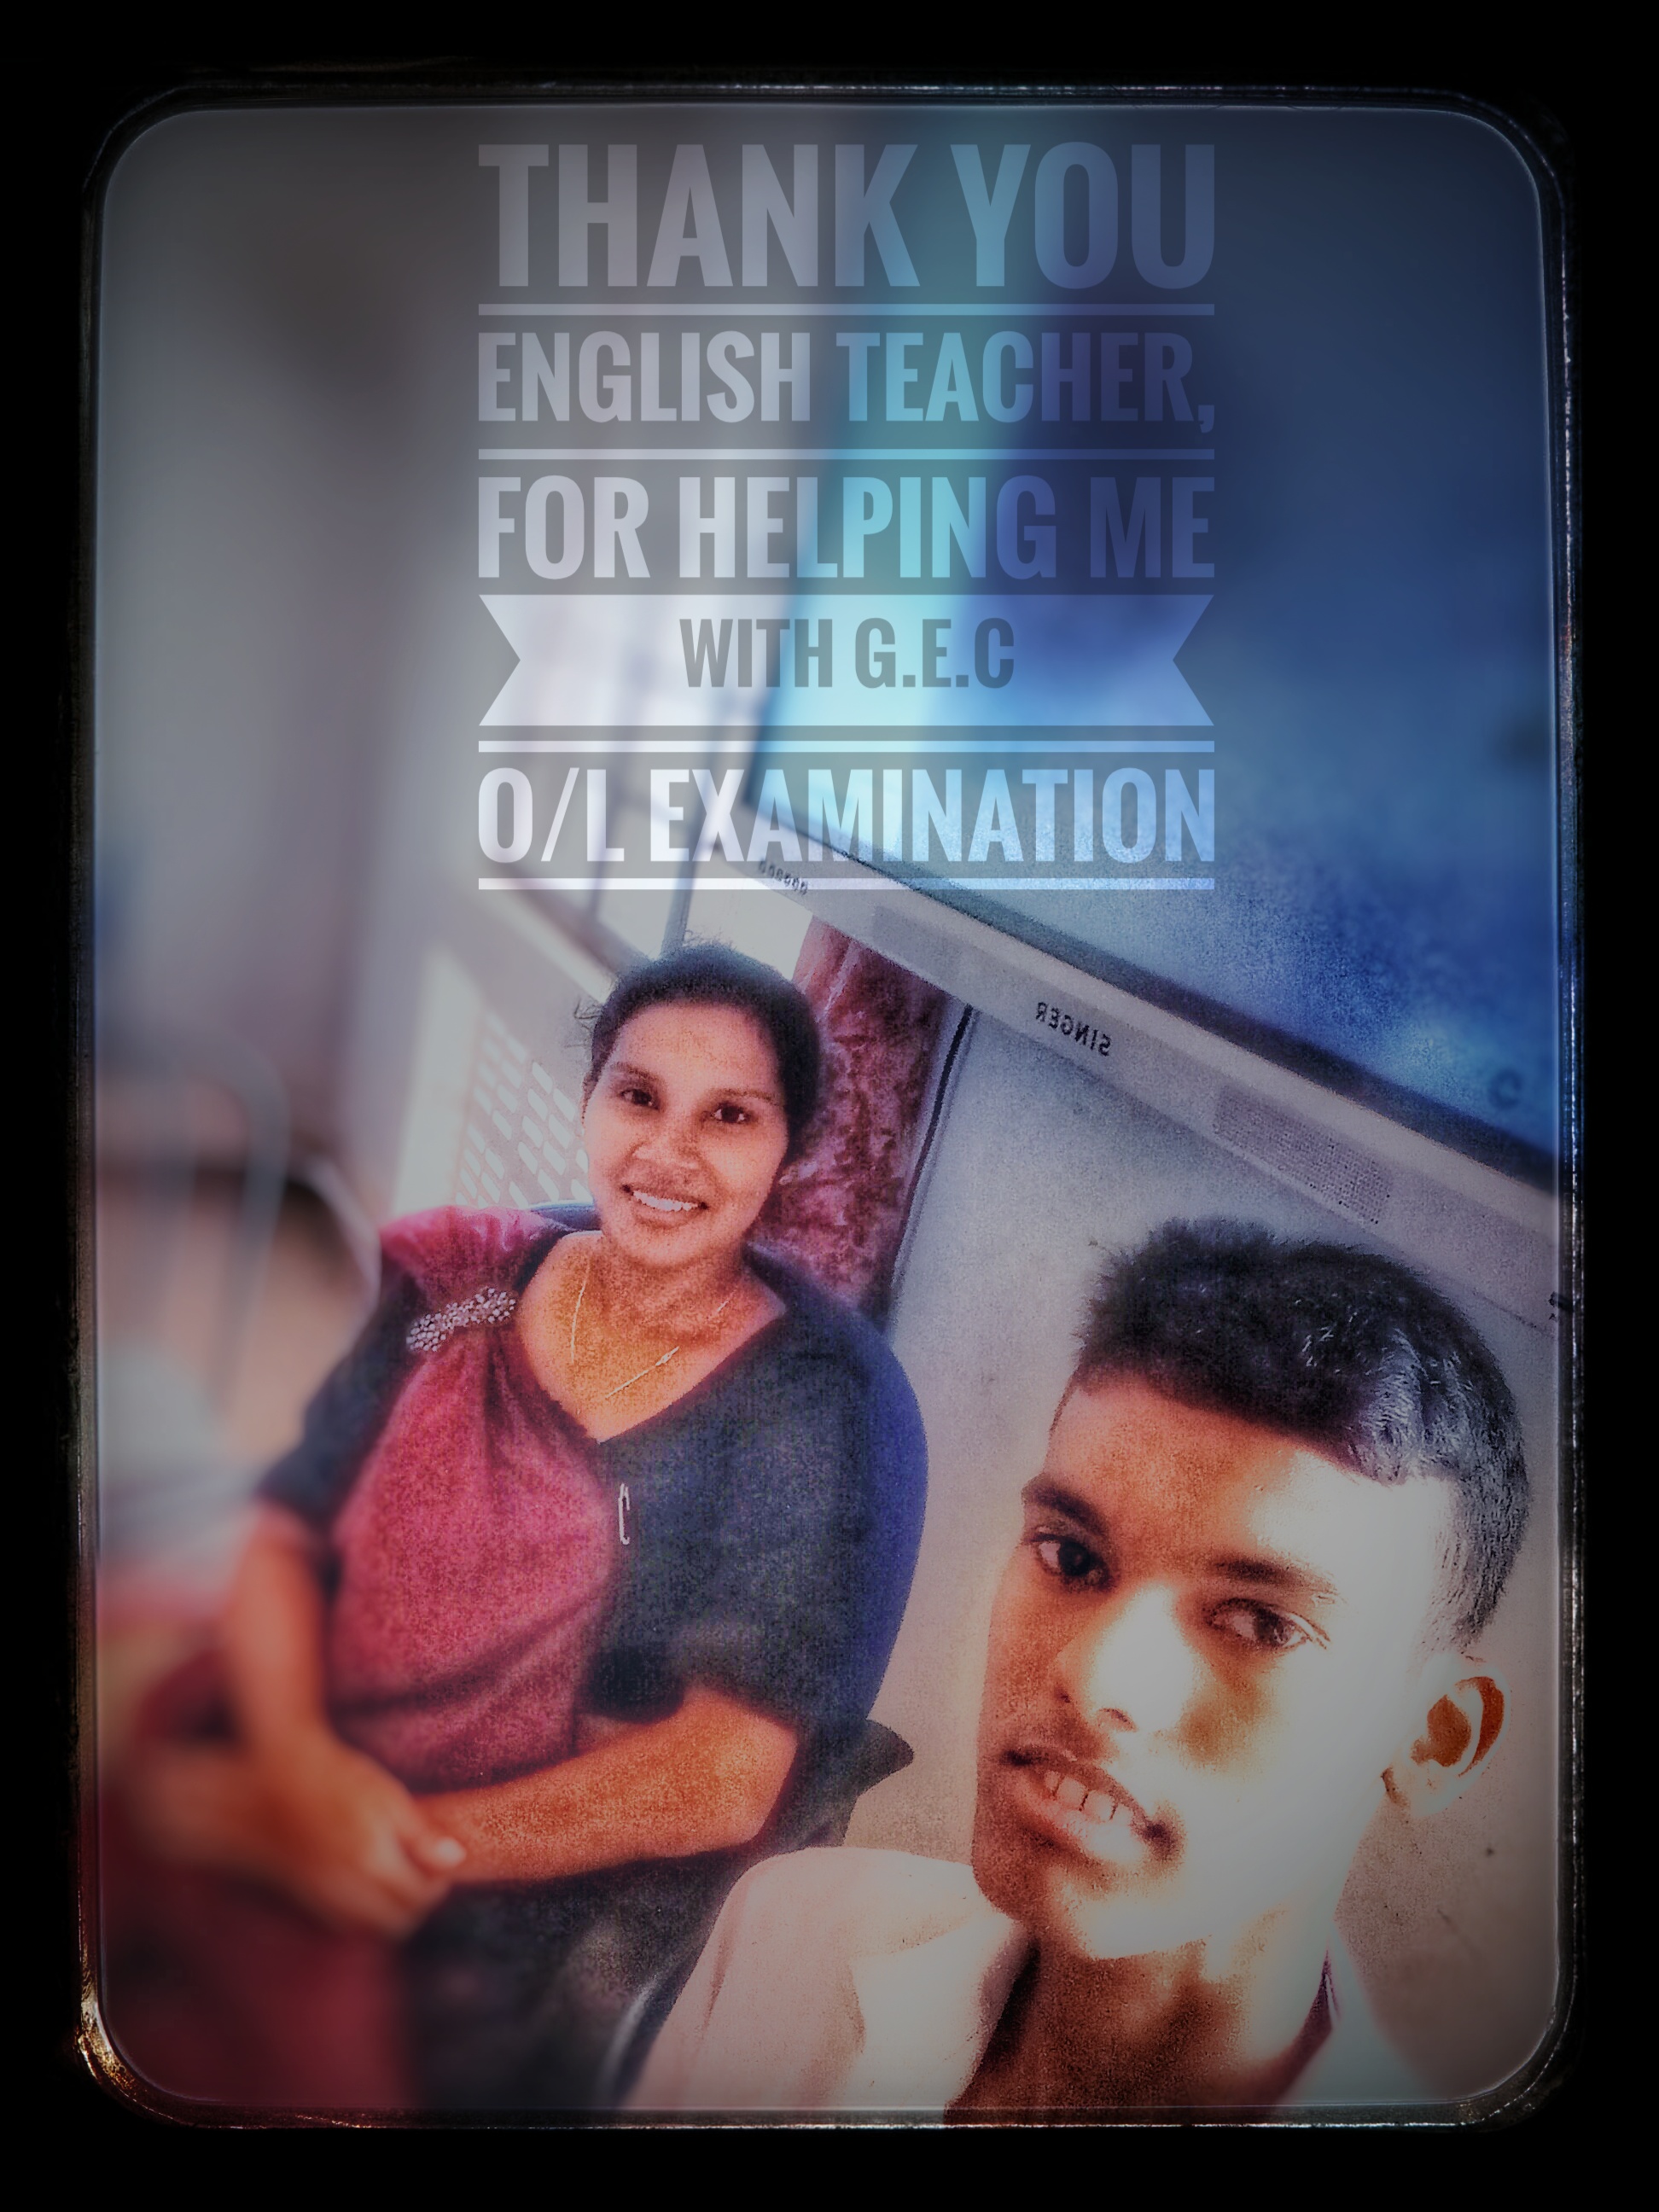 THANK YOU
ENGLISH TEACHER,
FOR HELPING ME
WITH G.E.C
O/L EXAMINATION
SINGER